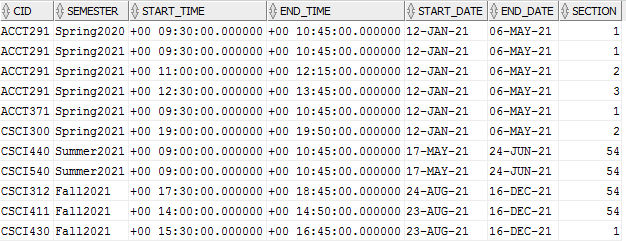 CID SEMESTER START_TIME END_TIME START_DATE END_DATE SECTION
ACCT291 Spring2020 +00 09:30:00.000000 +00 10:45:00.000000 12-JAN-21 06-MAY-21 1
ACCT291 Spring2021 +00 09:30:00.000000 +00 10:45:00.000000 12-JAN-21 06-MAY-21 1
ACCT291 Spring2021 +00 11:00:00.000000 +00 12:15:00.000000 12-JAN-21 06-MAY-21 2
ACCT291 Spring2021 +00 12:30:00.000000 +00 13:45:00.000000 12-JAN-21 06-MAY-21 3
ACCT371 Spring2021 +00 09:30:00.000000 +00 10:45:00.000000 12-JAN-21 06-MAY-21 1
CSCI300 Spring2021 +00 19:00:00.000000 +00 19:50:00.000000 12-JAN-21 06-MAY-21 2
CSCI440 Summer2021 +00 09:00:00.000000 +00 10:45:00.000000 17-MAY-21 24-JUN-21 54
CSCI540 Summer2021 +00 09:00:00.000000 +00 10:45:00.000000 17-MAY-21 24-JUN-21 54
CSCI312 Fall2021 +00 17:30:00.000000 +00 18:45:00.000000 24-AUG-21 16-DEC-21 54
CSCI411 Fall2021 +00 14:00:00.000000 +00 14:50:00.000000 23-AUG-21 16-DEC-21 54
CSCI430 Fall2021 +00 15:30:00.000000 +00 16:45:00.000000 23-AUG-21 16-DEC-21 1